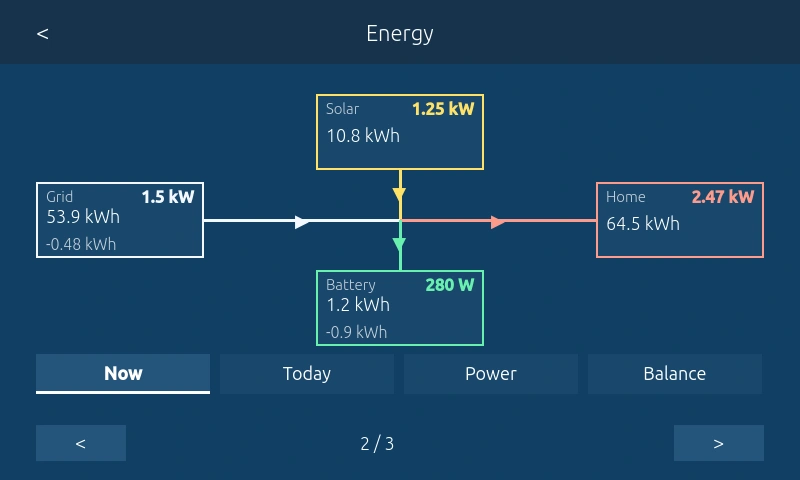 <
Energy
Solar 1.25 kW
10.8 kWh
Grid 1.5 kW
53.9 kWh
-0.48 kWh
Home 2.47 kW
64.5 kWh
Battery 280 W
1.2 kWh
-0.9 kWh
Now Today Power Balance
< 2 / 3 >